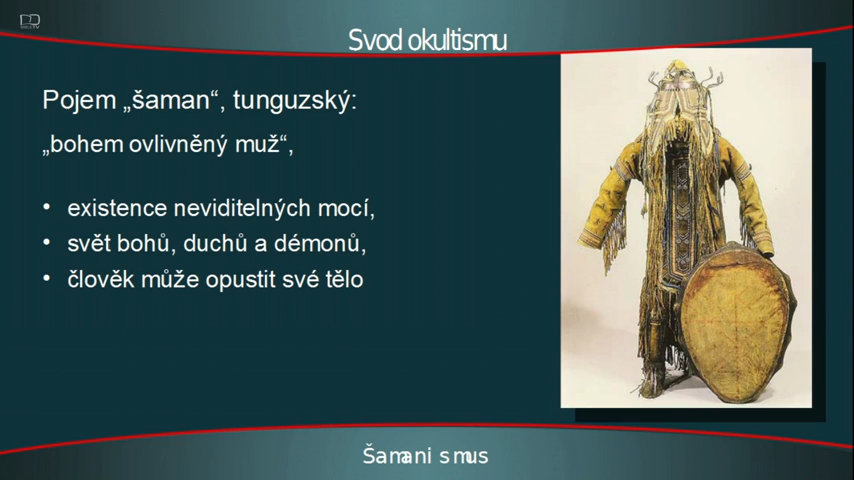 Svod okultismu
Pojem „šaman“, tunguzský:
„bohem ovlivněný muž“,
• existence neviditelných mocí,
• svět bohů, duchů a démonů,
• člověk může opustit své tělo
Šamanismus